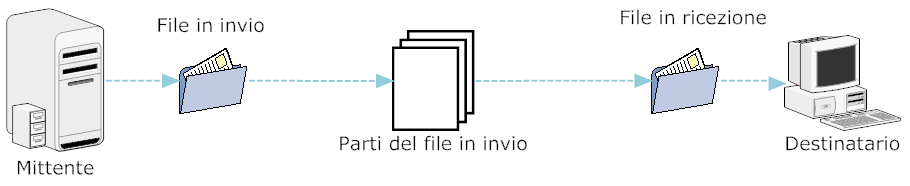 File in invio
File in ricezione
Parti del file in invio
Mittente
Destinatario